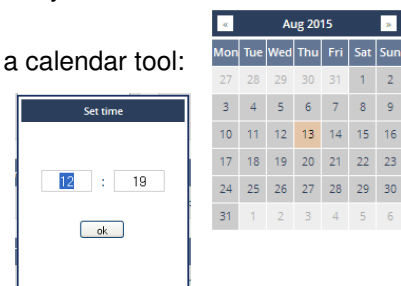 a calendar tool:
Set time
12 : 19
ok
« Aug 2015 »
Mon Tue Wed Thu Fri Sat Sun
27 28 29 30 31 1 2
3 4 5 6 7 8 9
10 11 12 13 14 15 16
17 18 19 20 21 22 23
24 25 26 27 28 29 30
31 1 2 3 4 5 6